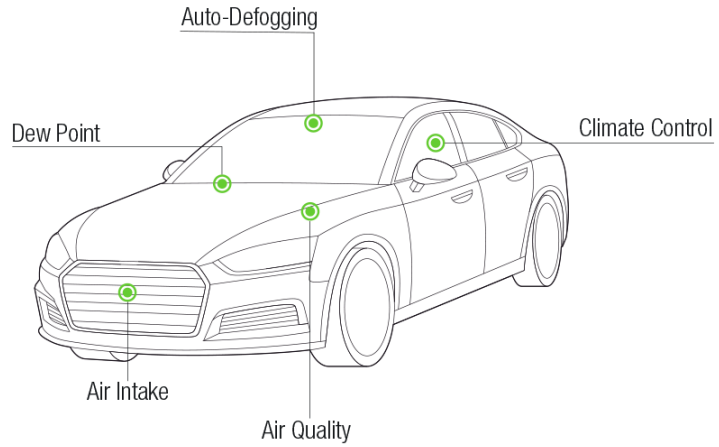 Auto-Defogging
Dew Point
Climate Control
Air Intake
Air Quality